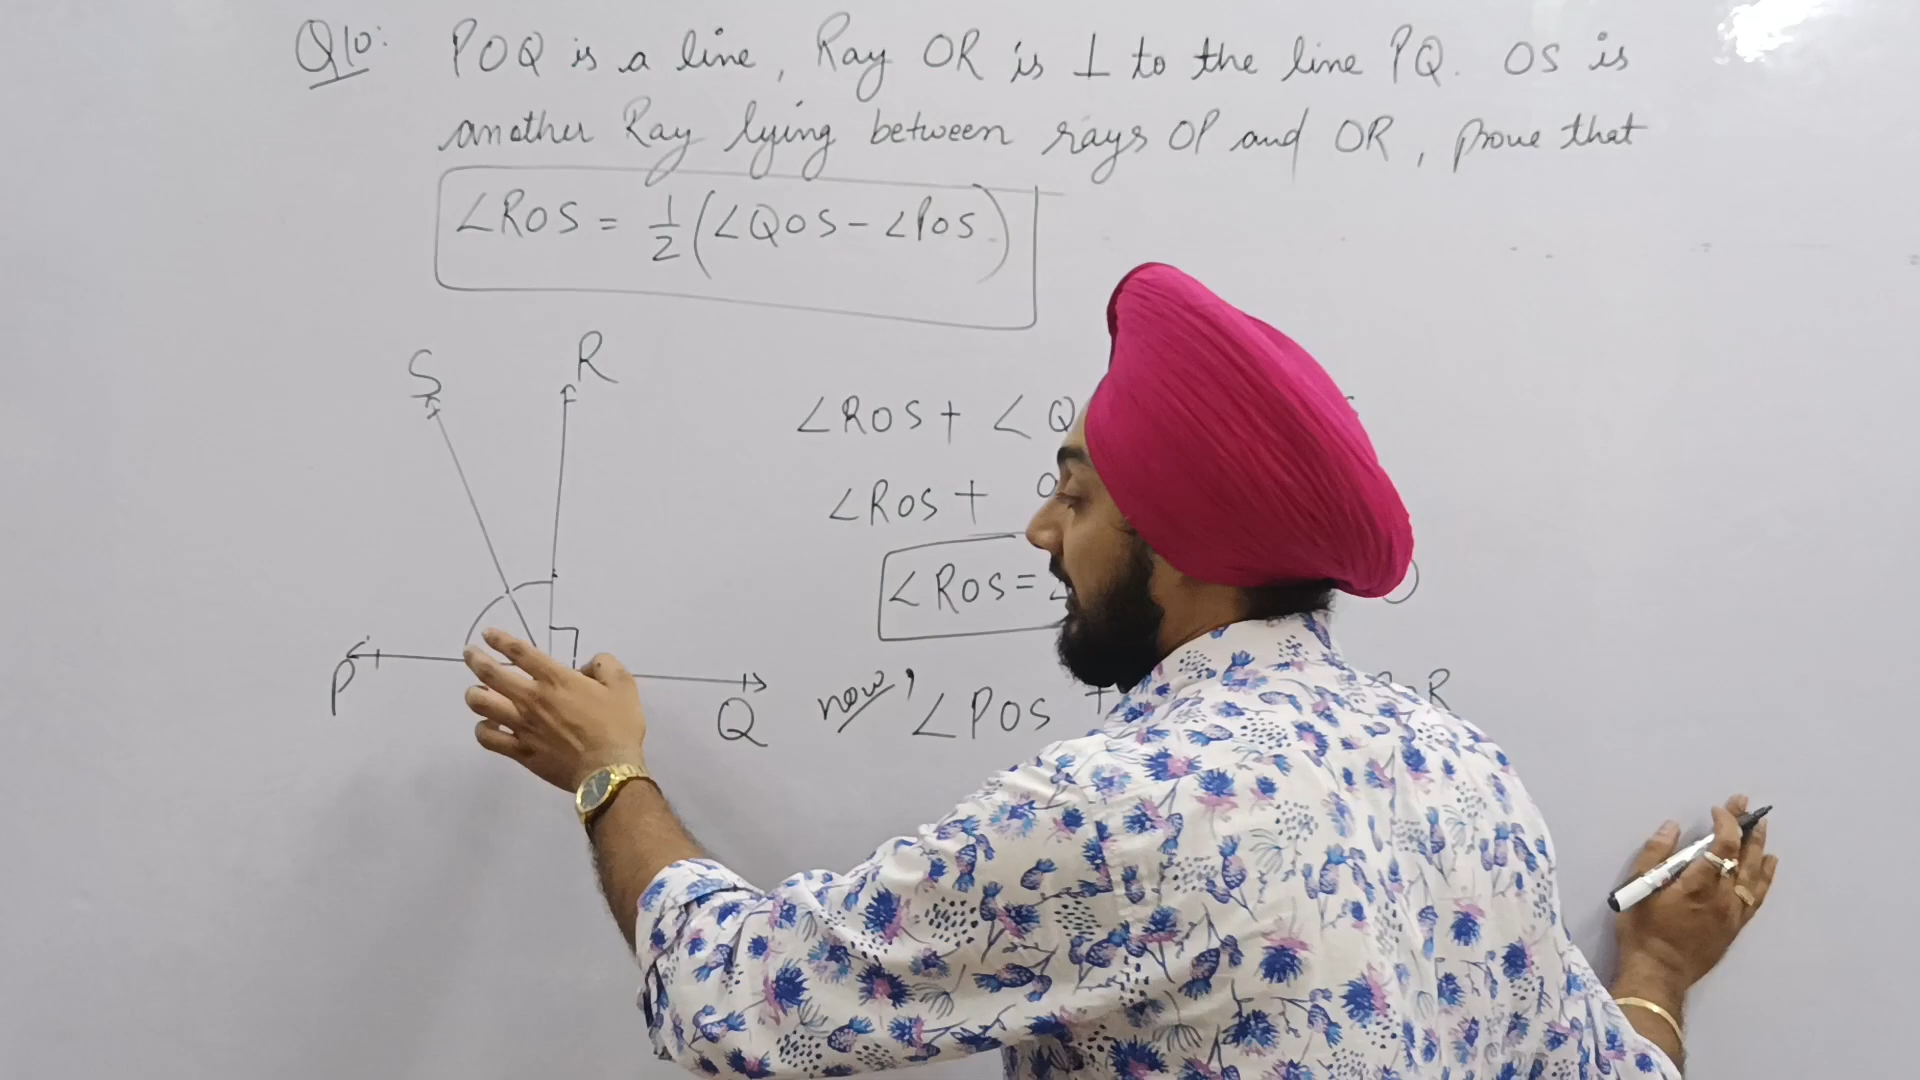 Q10: POQ is a line, Ray OR is ⊥ to the line PQ. OS is
another Ray lying between rays OP and OR, prove that
∠ROS = 1/2 (∠QOS - ∠POS)
S
R
P
Q
∠ROS + ∠Q
∠ROS +
∠ROS =
now, ∠POS +